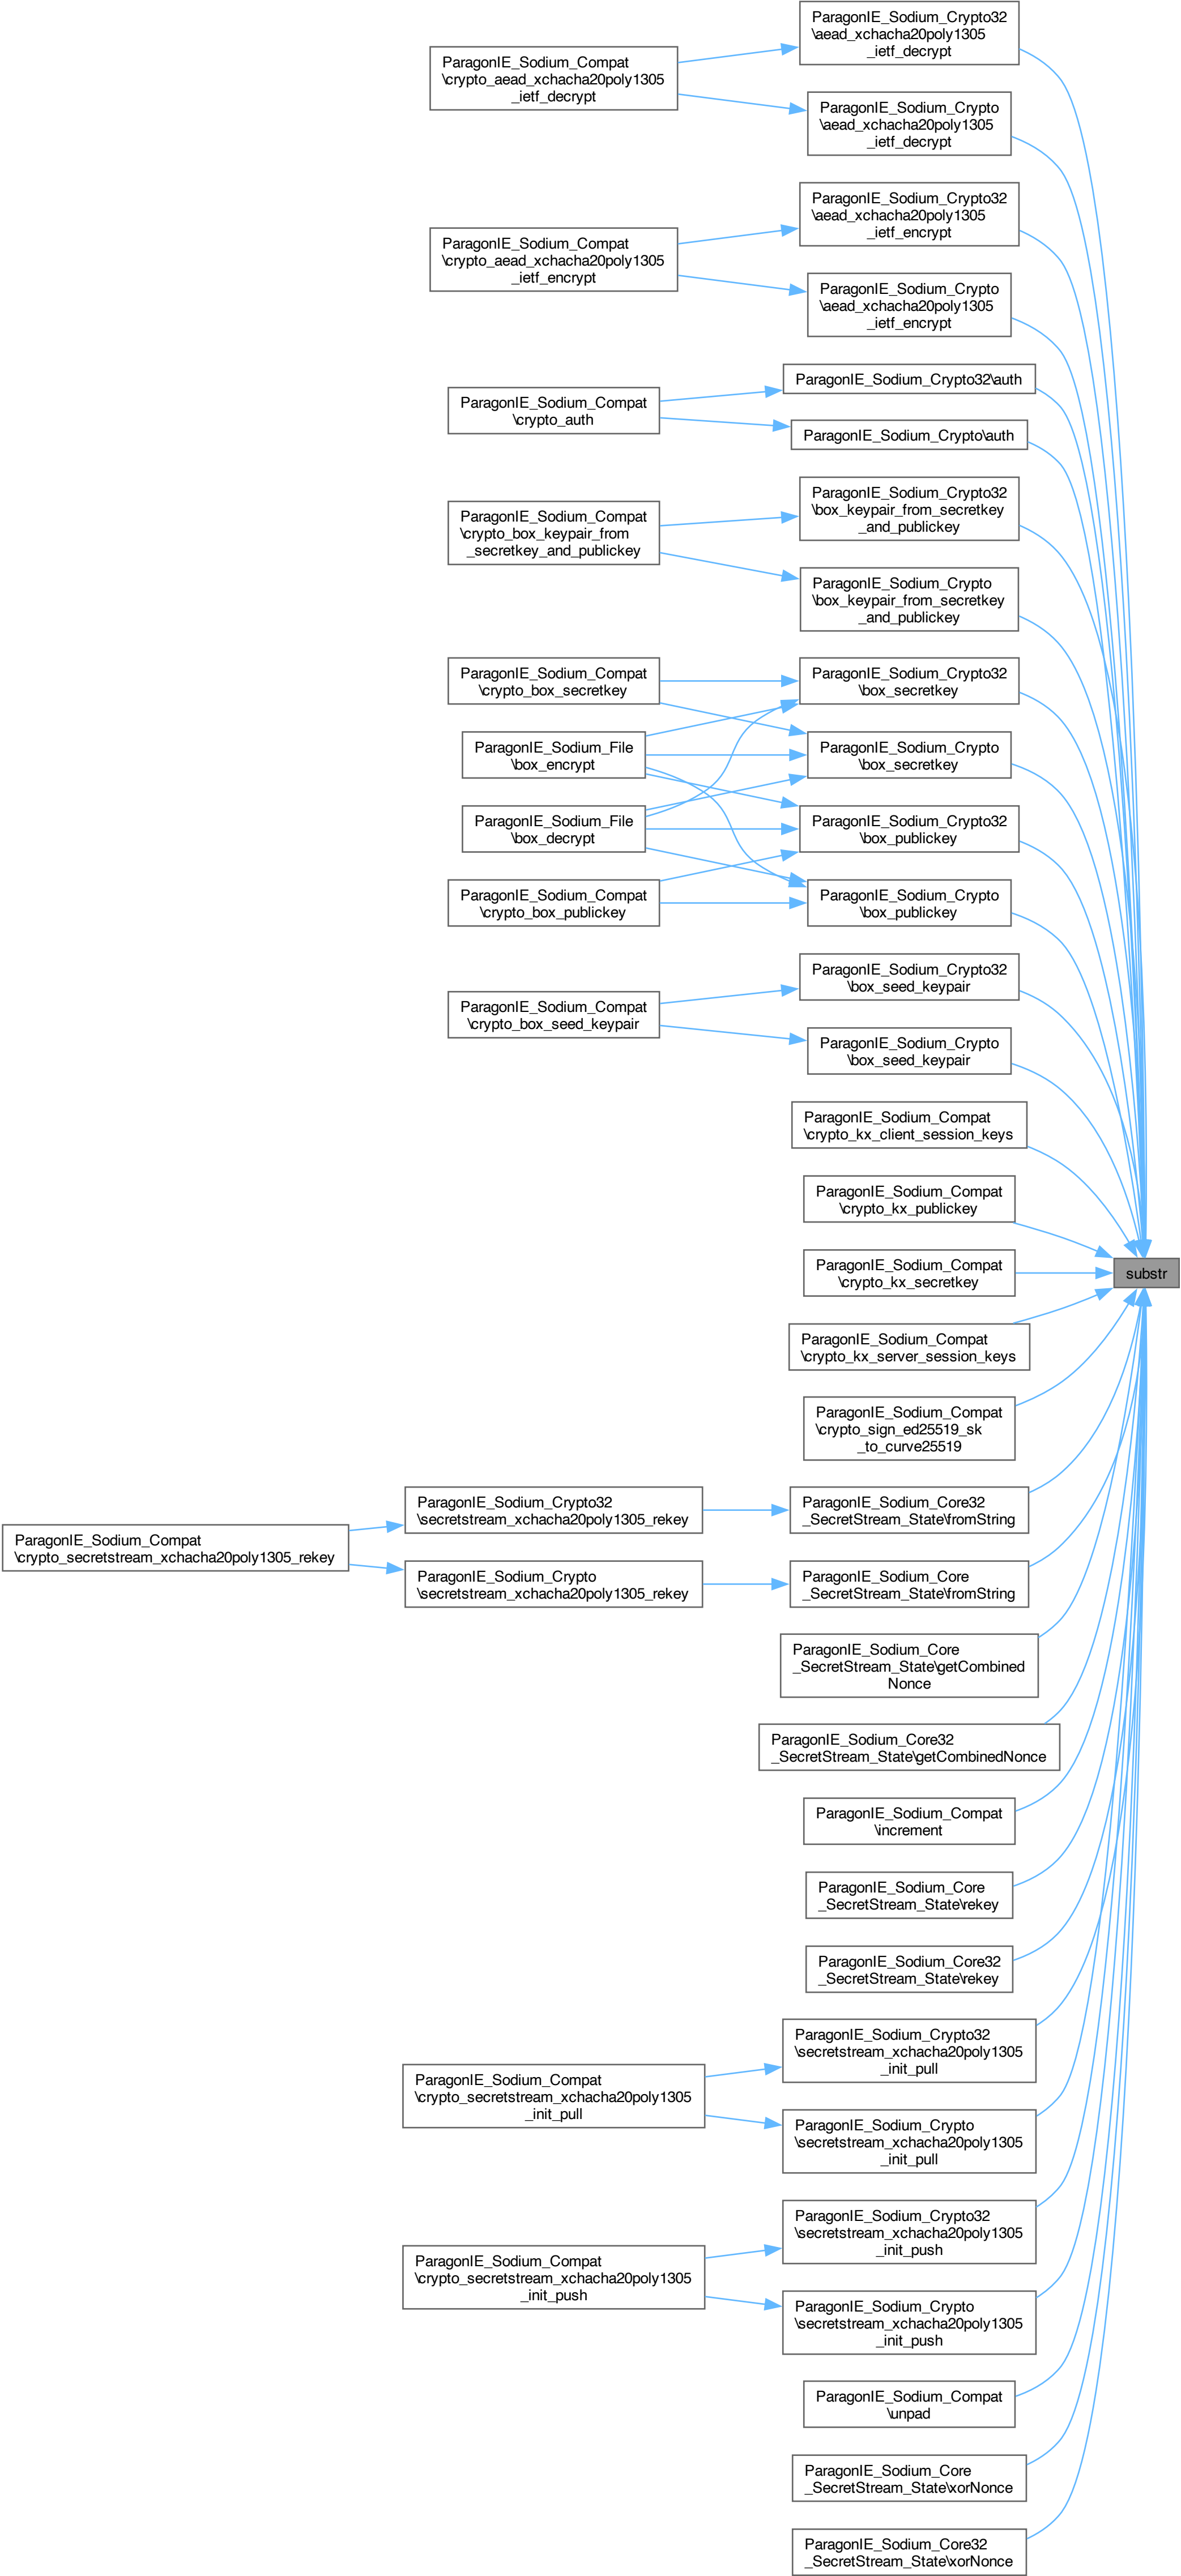 ParagonIE_Sodium_Crypto32
\aead_xchacha20poly1305
_ietf_decrypt
ParagonIE_Sodium_Compat
\crypto_aead_xchacha20poly1305
_ietf_decrypt
ParagonIE_Sodium_Crypto
\aead_xchacha20poly1305
_ietf_decrypt
ParagonIE_Sodium_Crypto32
\aead_xchacha20poly1305
_ietf_encrypt
ParagonIE_Sodium_Compat
\crypto_aead_xchacha20poly1305
_ietf_encrypt
ParagonIE_Sodium_Crypto
\aead_xchacha20poly1305
_ietf_encrypt
ParagonIE_Sodium_Crypto32\auth
ParagonIE_Sodium_Compat
\crypto_auth
ParagonIE_Sodium_Crypto\auth
ParagonIE_Sodium_Crypto32
\box_keypair_from_secretkey
_and_publickey
ParagonIE_Sodium_Compat
\crypto_box_keypair_from
_secretkey_and_publickey
ParagonIE_Sodium_Crypto
\box_keypair_from_secretkey
_and_publickey
ParagonIE_Sodium_Compat
\crypto_box_secretkey
ParagonIE_Sodium_Crypto32
\box_secretkey
ParagonIE_Sodium_File
\box_encrypt
ParagonIE_Sodium_Crypto
\box_secretkey
ParagonIE_Sodium_File
\box_decrypt
ParagonIE_Sodium_Crypto32
\box_publickey
ParagonIE_Sodium_Compat
\crypto_box_publickey
ParagonIE_Sodium_Crypto
\box_publickey
ParagonIE_Sodium_Crypto32
\box_seed_keypair
ParagonIE_Sodium_Compat
\crypto_box_seed_keypair
ParagonIE_Sodium_Crypto
\box_seed_keypair
ParagonIE_Sodium_Compat
\crypto_kx_client_session_keys
ParagonIE_Sodium_Compat
\crypto_kx_publickey
ParagonIE_Sodium_Compat
\crypto_kx_secretkey
substr
ParagonIE_Sodium_Compat
\crypto_kx_server_session_keys
ParagonIE_Sodium_Compat
\crypto_sign_ed25519_sk
_to_curve25519
ParagonIE_Sodium_Crypto32
\secretstream_xchacha20poly1305_rekey
ParagonIE_Sodium_Core32
_SecretStream_State\fromString
ParagonIE_Sodium_Compat
\crypto_secretstream_xchacha20poly1305_rekey
ParagonIE_Sodium_Crypto
\secretstream_xchacha20poly1305_rekey
ParagonIE_Sodium_Core
_SecretStream_State\fromString
ParagonIE_Sodium_Core
_SecretStream_State\getCombined
Nonce
ParagonIE_Sodium_Core32
_SecretStream_State\getCombinedNonce
ParagonIE_Sodium_Compat
\increment
ParagonIE_Sodium_Core
_SecretStream_State\rekey
ParagonIE_Sodium_Core32
_SecretStream_State\rekey
ParagonIE_Sodium_Crypto32
\secretstream_xchacha20poly1305
_init_pull
ParagonIE_Sodium_Compat
\crypto_secretstream_xchacha20poly1305
_init_pull
ParagonIE_Sodium_Crypto
\secretstream_xchacha20poly1305
_init_pull
ParagonIE_Sodium_Crypto32
\secretstream_xchacha20poly1305
_init_push
ParagonIE_Sodium_Compat
\crypto_secretstream_xchacha20poly1305
_init_push
ParagonIE_Sodium_Crypto
\secretstream_xchacha20poly1305
_init_push
ParagonIE_Sodium_Compat
\unpad
ParagonIE_Sodium_Core
_SecretStream_State\xorNonce
ParagonIE_Sodium_Core32
_SecretStream_State\xorNonce